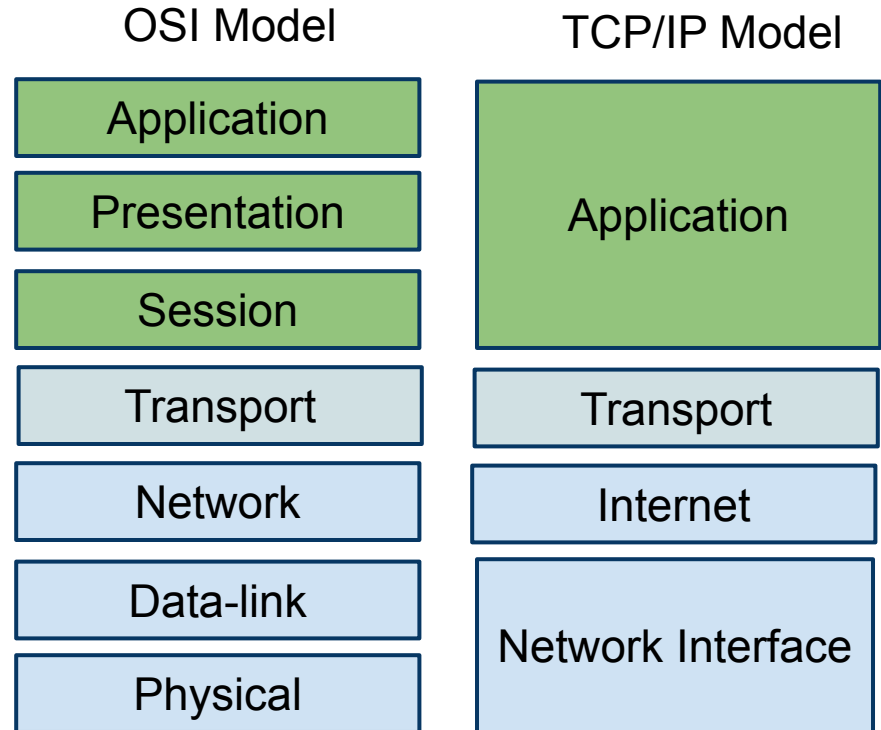 OSI Model
TCP/IP Model
Application
Presentation
Session
Transport
Network
Data-link
Physical
Application
Transport
Internet
Network Interface